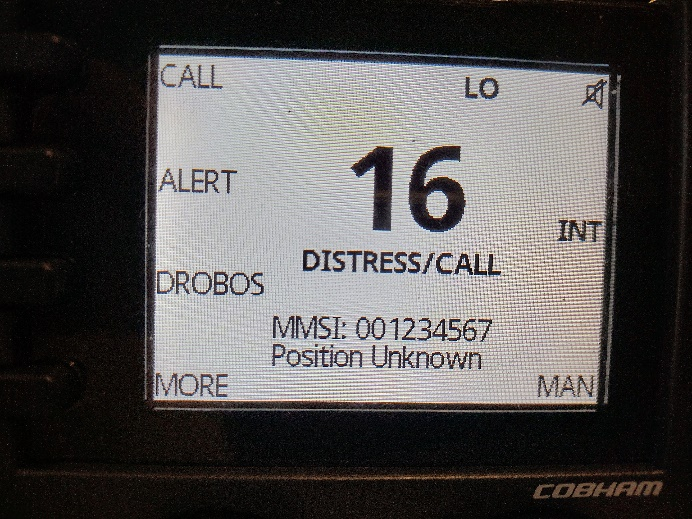 CALL
LO
ALERT
16
INT
DISTRESS/CALL
DROBOS
MMSI: 001234567
Position Unknown
MORE
MAN
COBHAM